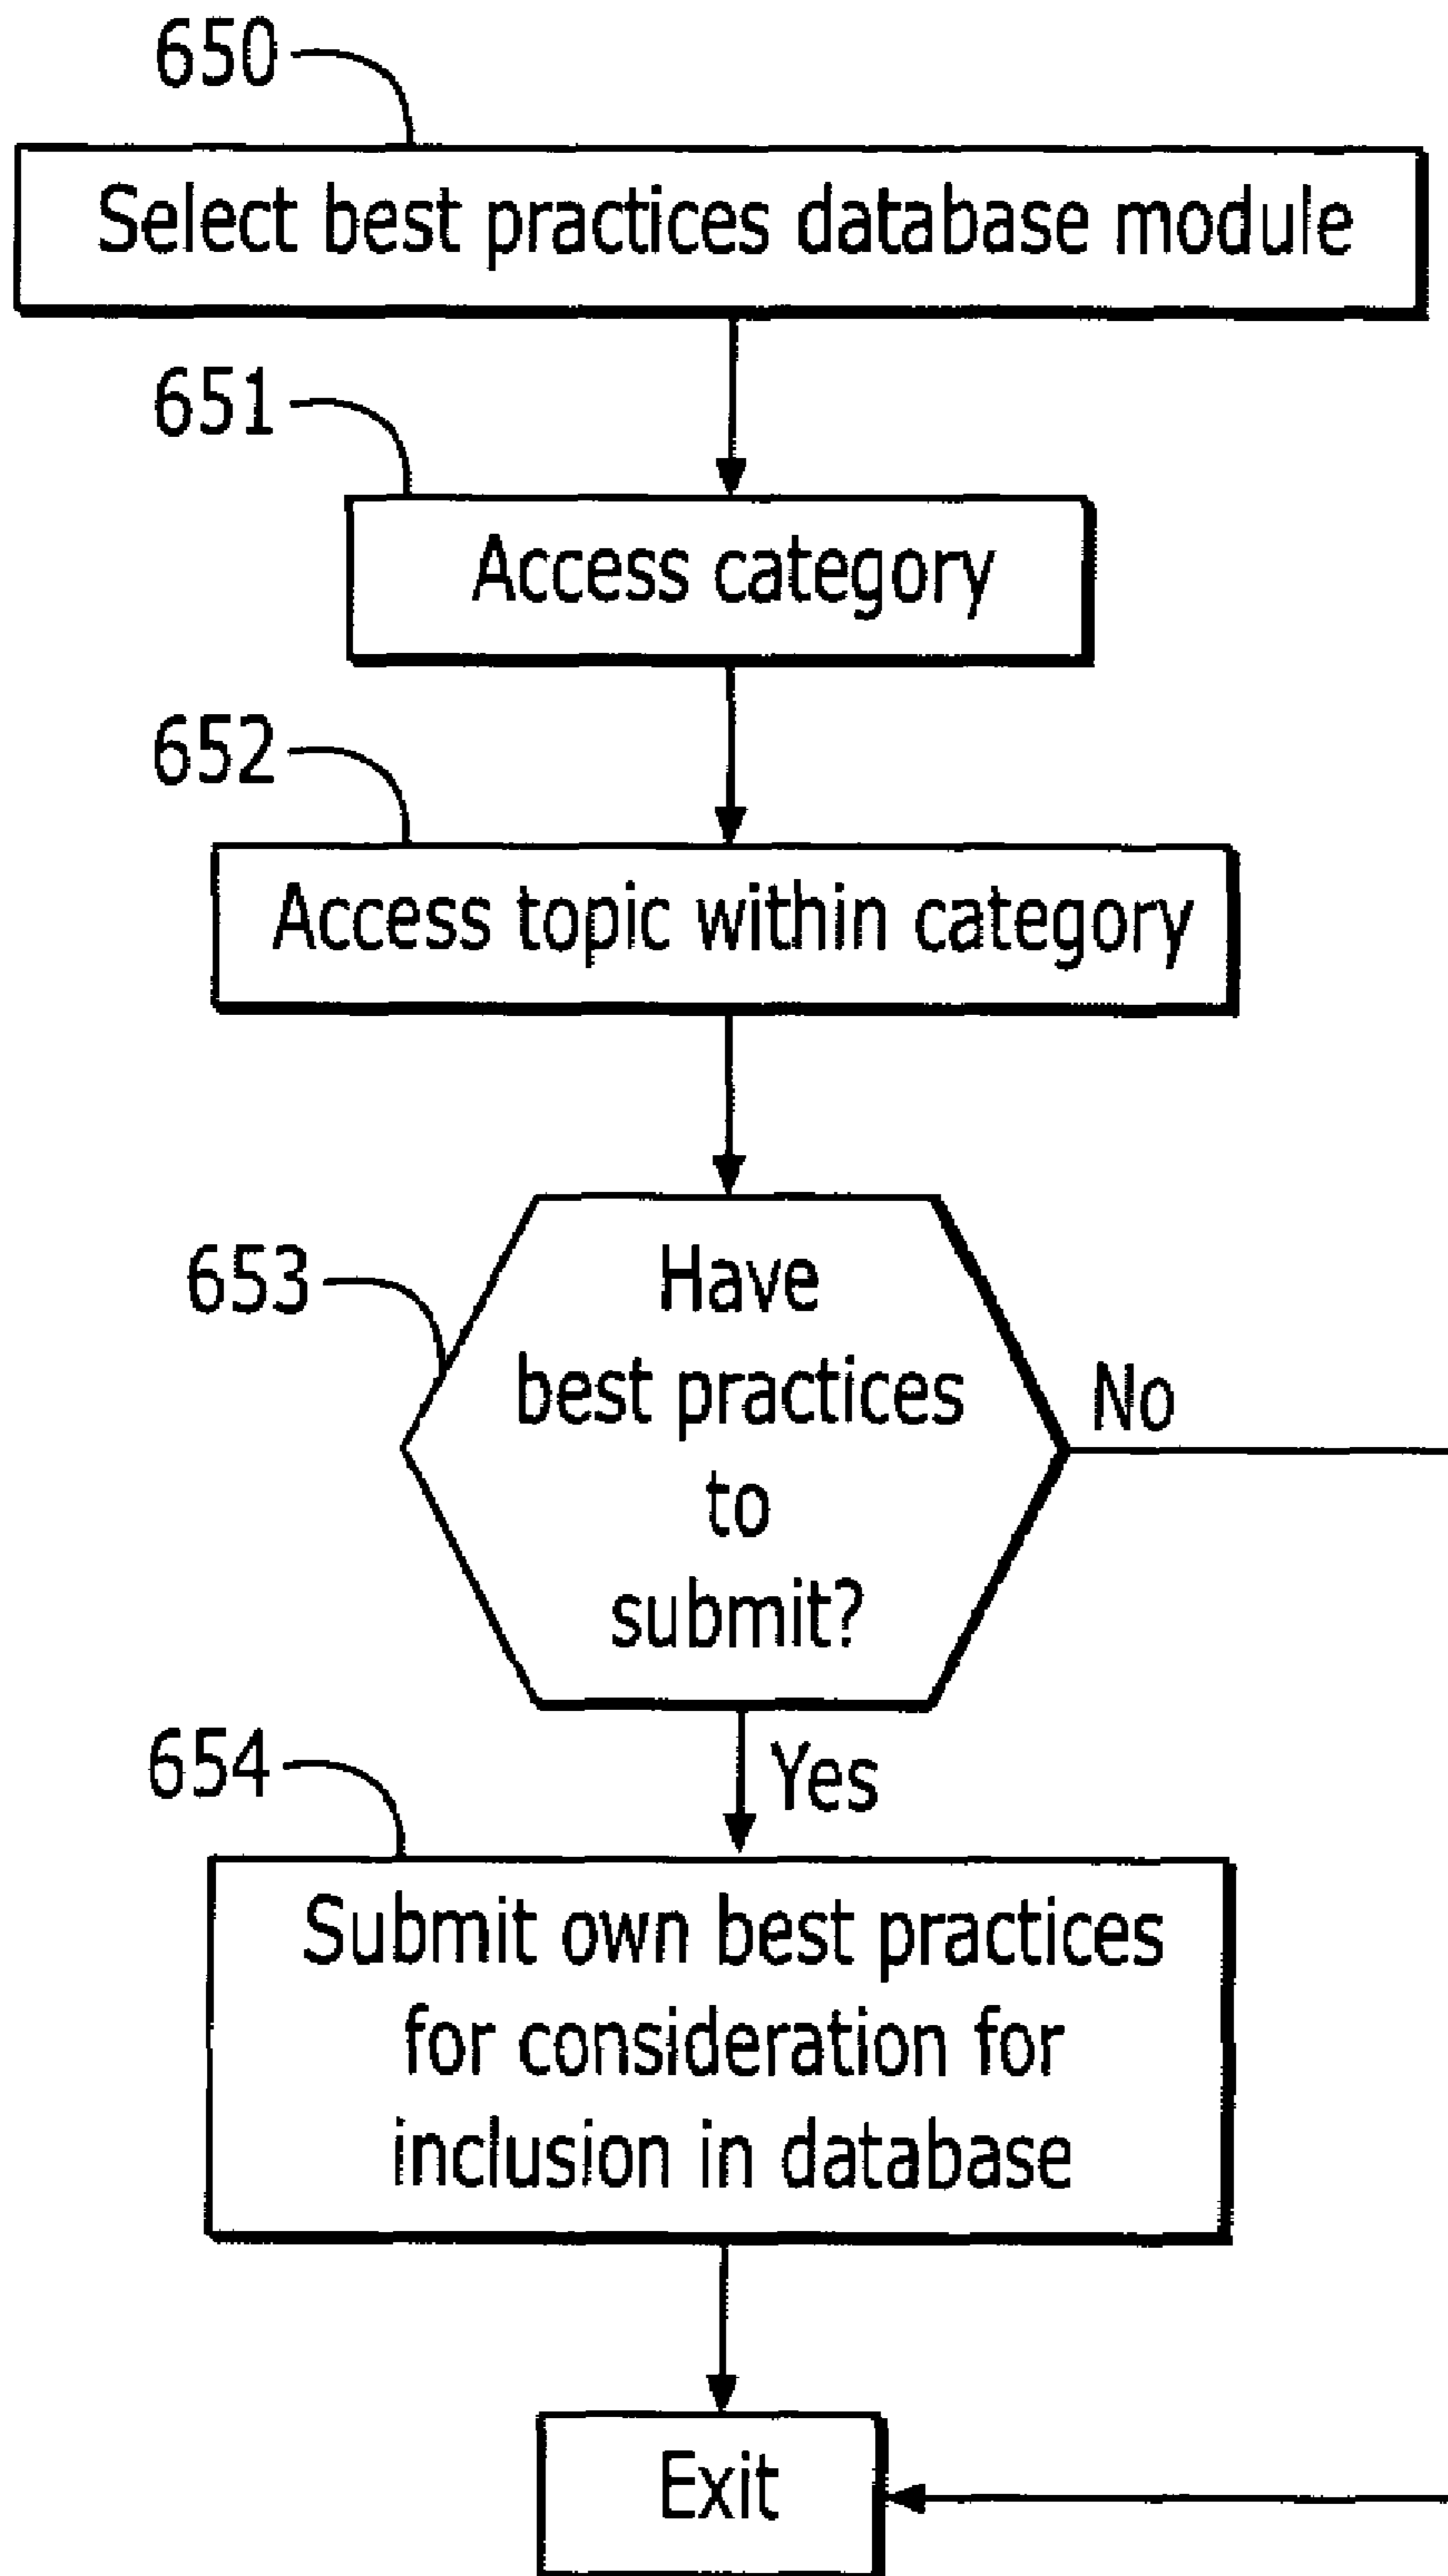 650
Select best practices database module
651
Access category
652
Access topic within category
653
Have
best practices
to
submit?
No
Yes
654
Submit own best practices
for consideration for
inclusion in database
Exit